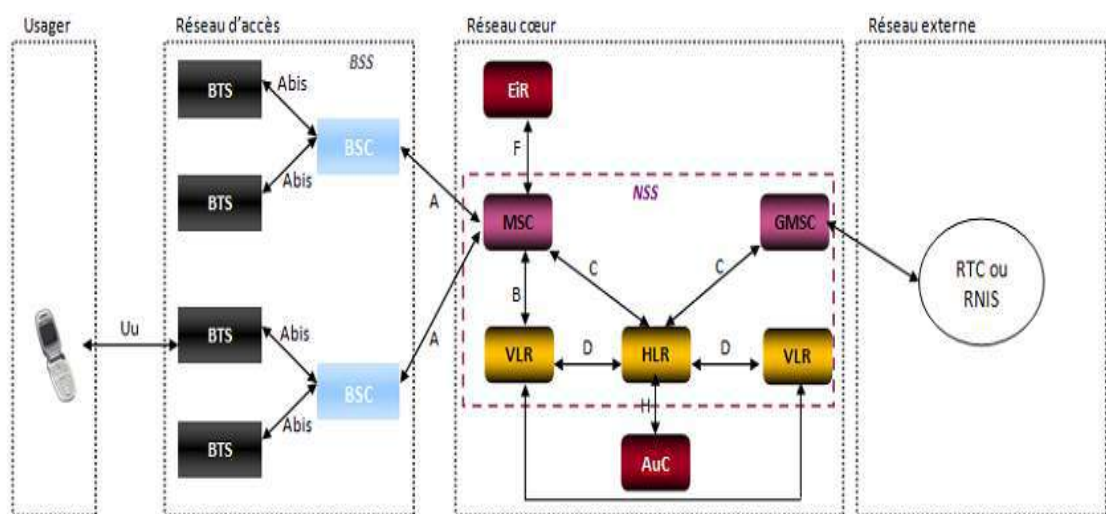 Usager
Réseau d'accès
Réseau cœur
Réseau externe
BSS
BTS
Abis
BSC
Abis
BTS
EiR
F
NSS
A
MSC
GMSC
C
C
B
RTC ou
RNIS
Uu
BTS
Abis
A
VLR
D
HLR
D
VLR
BSC
Abis
BTS
H
AuC